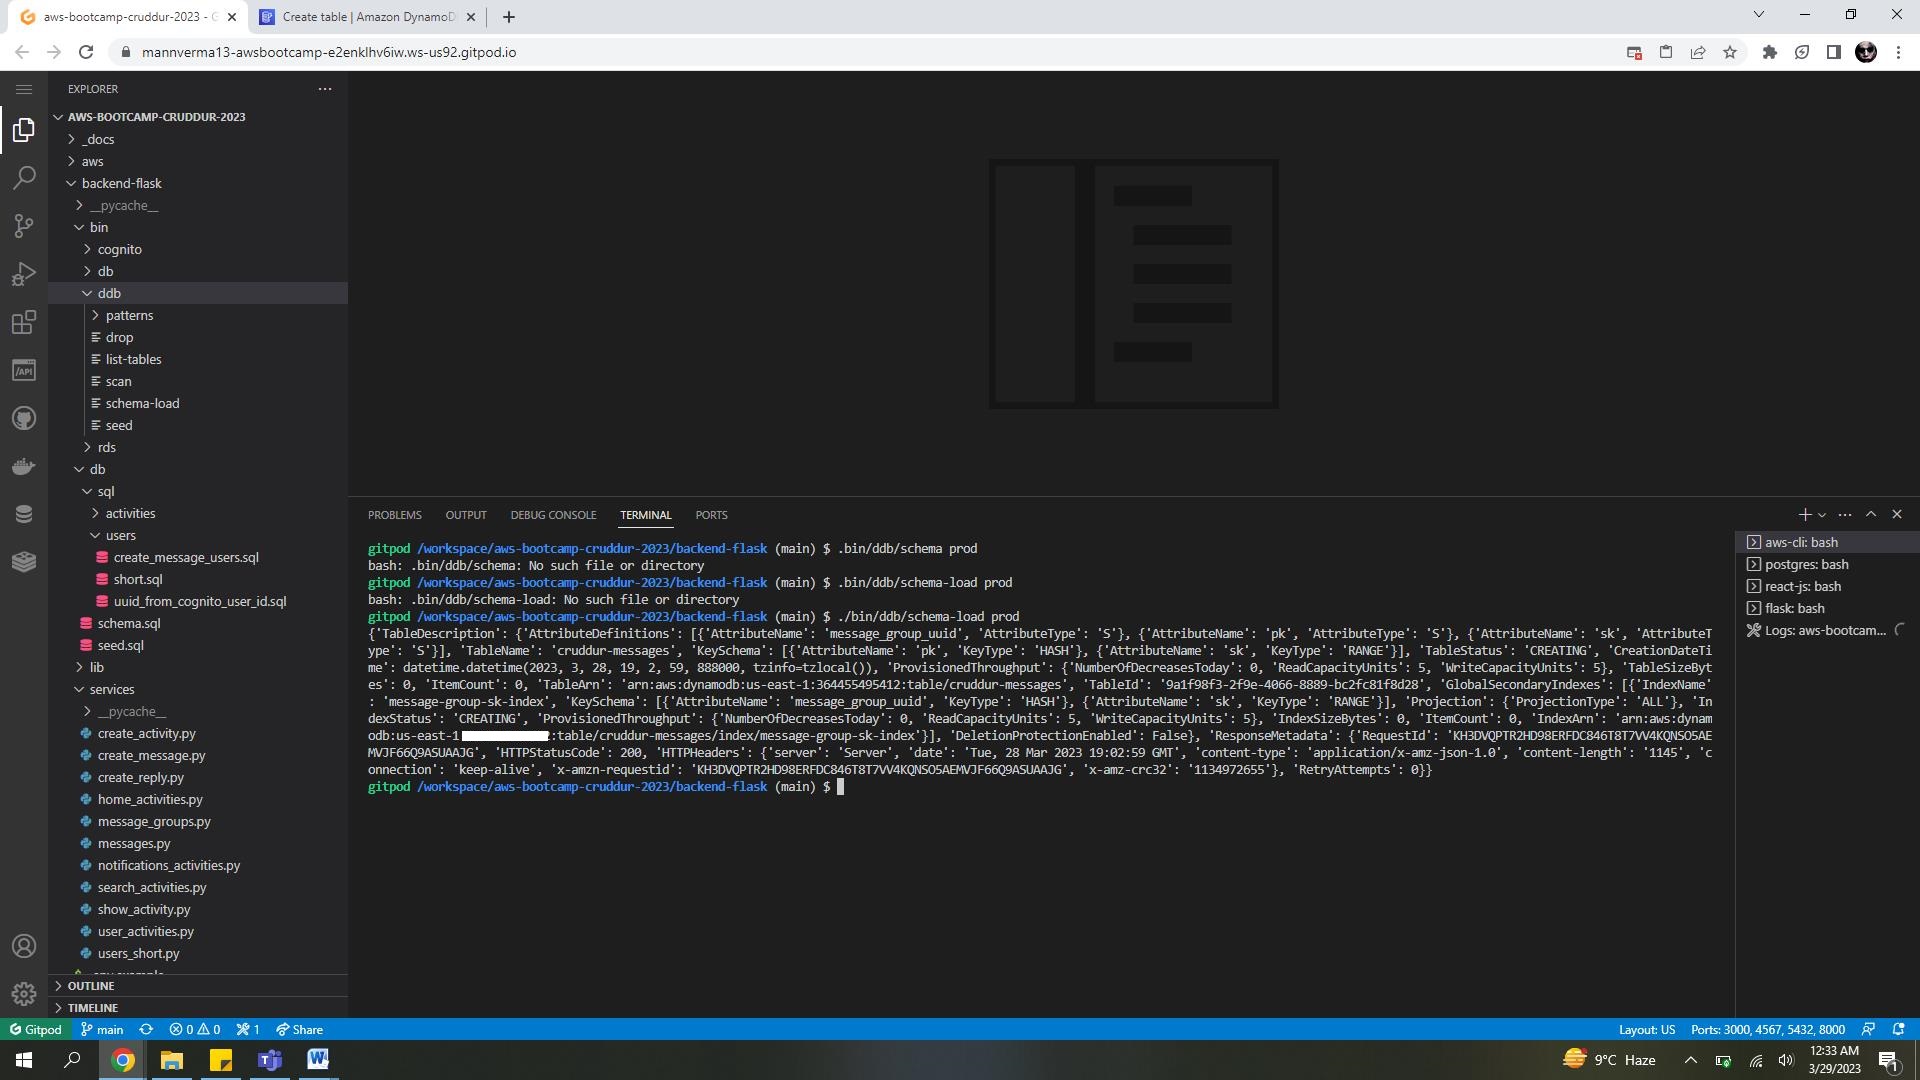 aws-bootcamp-cruddur-2023 - G
Create table | Amazon DynamoD
mannverma13-awsbootcamp-e2enklhv6iw.ws-us92.gitpod.io
EXPLORER
AWS-BOOTCAMP-CRUDDUR-2023
_docs
aws
backend-flask
__pycache__
bin
cognito
db
ddb
patterns
drop
list-tables
scan
schema-load
seed
rds
db
sql
activities
users
create_message_users.sql
short.sql
uuid_from_cognito_user_id.sql
schema.sql
seed.sql
lib
services
__pycache__
create_activity.py
create_message.py
create_reply.py
home_activities.py
message_groups.py
messages.py
notifications_activities.py
search_activities.py
show_activity.py
user_activities.py
users_short.py
OUTLINE
TIMELINE
/API
PROBLEMS OUTPUT DEBUG CONSOLE TERMINAL PORTS
gitpod /workspace/aws-bootcamp-cruddur-2023/backend-flask (main) $ .bin/ddb/schema prod
bash: .bin/ddb/schema: No such file or directory
gitpod /workspace/aws-bootcamp-cruddur-2023/backend-flask (main) $ .bin/ddb/schema-load prod
bash: .bin/ddb/schema-load: No such file or directory
gitpod /workspace/aws-bootcamp-cruddur-2023/backend-flask (main) $ ./bin/ddb/schema-load prod
{'TableDescription': {'AttributeDefinitions': [{'AttributeName': 'message_group_uuid', 'AttributeType': 'S'}, {'AttributeName': 'pk', 'AttributeType': 'S'}, {'AttributeName': 'sk', 'AttributeT
ype': 'S'}], 'TableName': 'cruddur-messages', 'KeySchema': [{'AttributeName': 'pk', 'KeyType': 'HASH'}, {'AttributeName': 'sk', 'KeyType': 'RANGE'}], 'TableStatus': 'CREATING', 'CreationDateTi
me': datetime.datetime(2023, 3, 28, 19, 2, 59, 888000, tzinfo=tzlocal()), 'ProvisionedThroughput': {'NumberOfDecreasesToday': 0, 'ReadCapacityUnits': 5, 'WriteCapacityUnits': 5}, 'TableSizeByt
es': 0, 'ItemCount': 0, 'TableArn': 'arn:aws:dynamodb:us-east-1:364455495412:table/cruddur-messages', 'TableId': '9a1f98f3-2f9e-4066-8889-bc2fc81f8d28', 'GlobalSecondaryIndexes': [{'IndexName'
: 'message-group-sk-index', 'KeySchema': [{'AttributeName': 'message_group_uuid', 'KeyType': 'HASH'}, {'AttributeName': 'sk', 'KeyType': 'RANGE'}], 'Projection': {'ProjectionType': 'ALL'}, 'In
dexStatus': 'CREATING', 'ProvisionedThroughput': {'NumberOfDecreasesToday': 0, 'ReadCapacityUnits': 5, 'WriteCapacityUnits': 5}, 'IndexSizeBytes': 0, 'ItemCount': 0, 'IndexArn': 'arn:aws:dynam
odb:us-east-1 :table/cruddur-messages/index/message-group-sk-index'}], 'DeletionProtectionEnabled': False}, 'ResponseMetadata': {'RequestId': 'KH3DVQPTR2HD98ERFDC846T8T7VV4KQNSO5AE
MVJF66Q9ASUAAJG', 'HTTPStatusCode': 200, 'HTTPHeaders': {'server': 'Server', 'date': 'Tue, 28 Mar 2023 19:02:59 GMT', 'content-type': 'application/x-amz-json-1.0', 'content-length': '1145', 'c
onnection': 'keep-alive', 'x-amzn-requestid': 'KH3DVQPTR2HD98ERFDC846T8T7VV4KQNSO5AEMVJF66Q9ASUAAJG', 'x-amz-crc32': '1134972655'}, 'RetryAttempts': 0}}
gitpod /workspace/aws-bootcamp-cruddur-2023/backend-flask (main) $
aws-cli: bash
postgres: bash
react-js: bash
flask: bash
Logs: aws-bootcam...
Gitpod main 0 0 1 Share
Layout: US Ports: 3000, 4567, 5432, 8000
9°C Haze
12:33 AM
3/29/2023
1